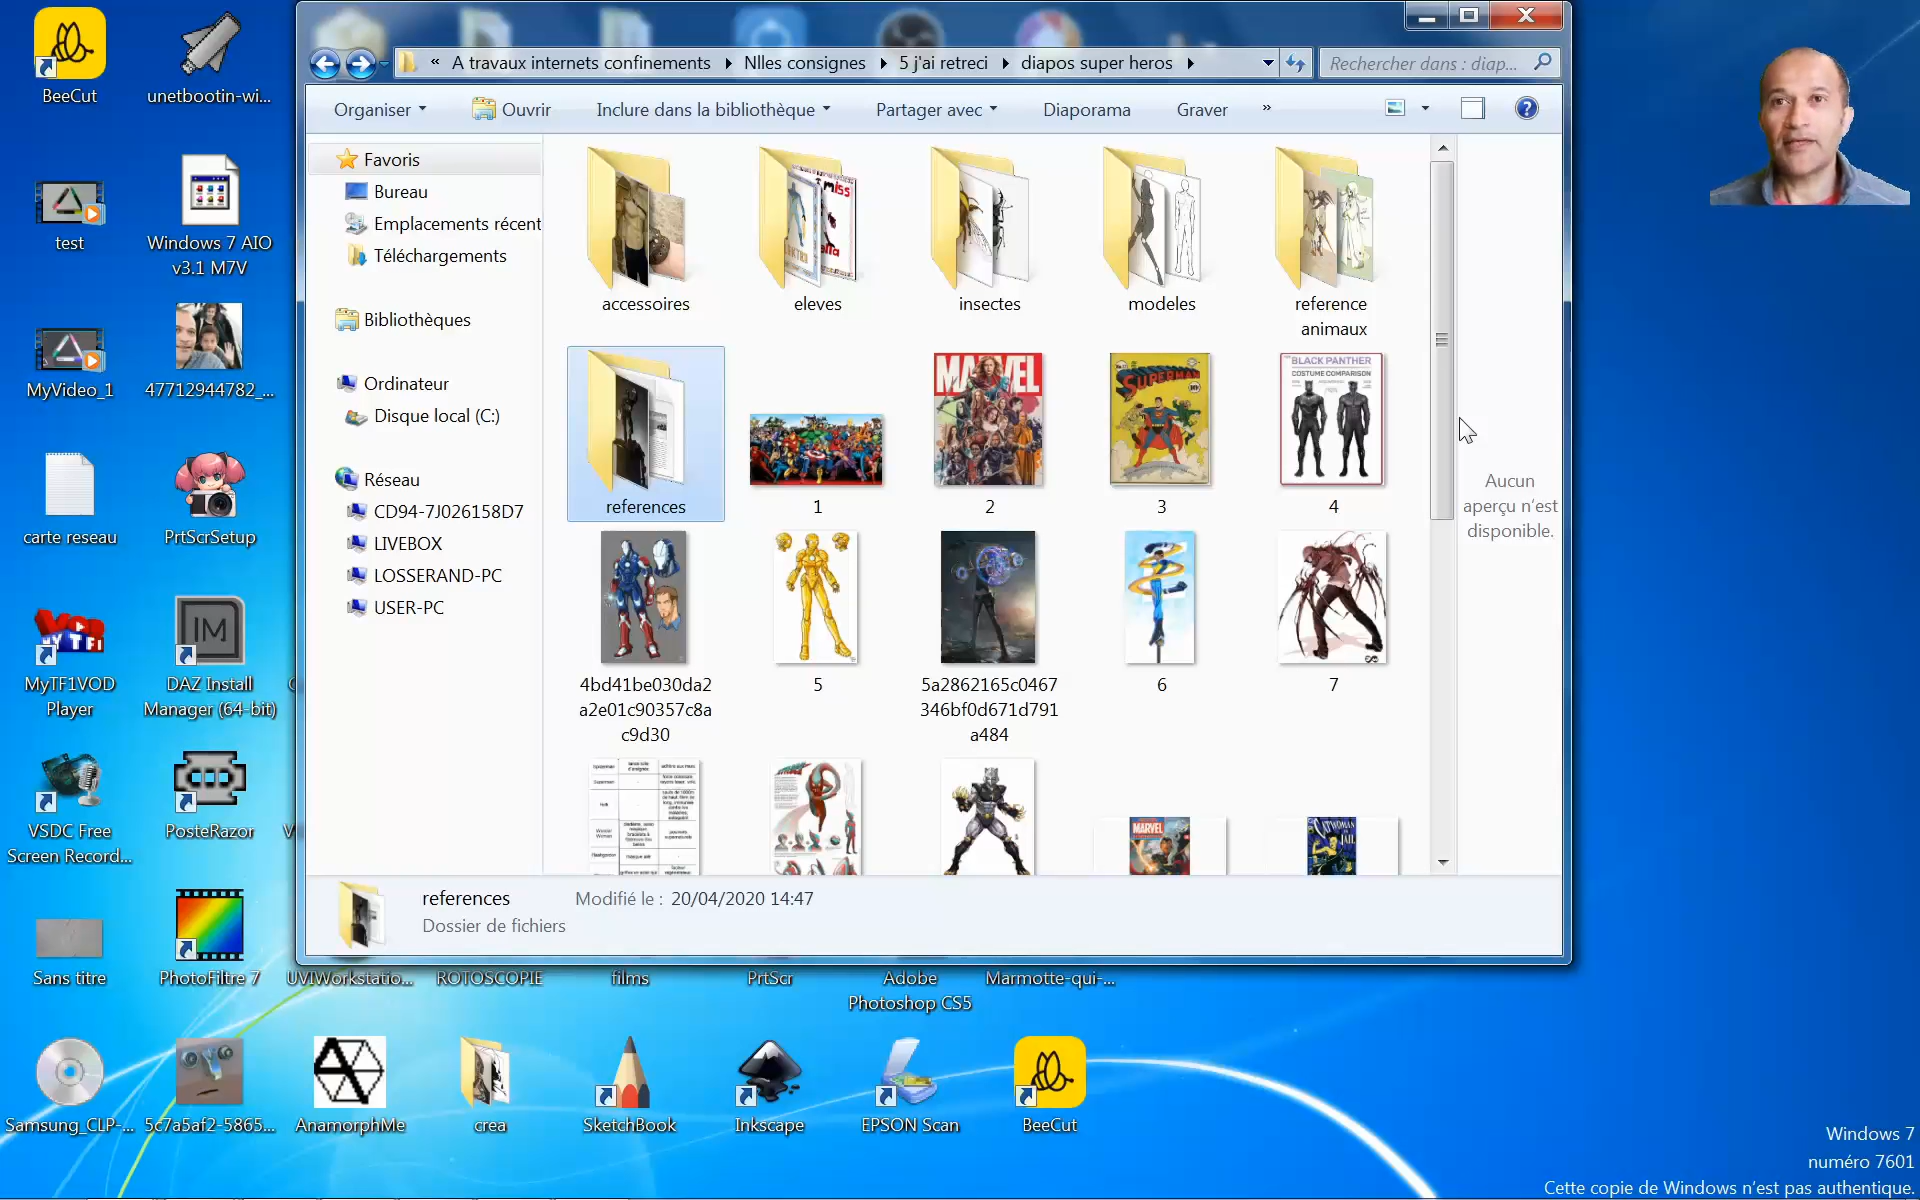 « A travaux internets confinements ▸ Nlles consignes ▸ 5 j'ai retreci ▸ diapos super heros ▸
Rechercher dans : diap...
Organiser
Ouvrir
Inclure dans la bibliothèque
Partager avec
Diaporama
Graver
»
Favoris
Bureau
Emplacements récent
Téléchargements
Bibliothèques
Ordinateur
Disque local (C:)
Réseau
CD94-7J026158D7
LIVEBOX
LOSSERAND-PC
USER-PC
accessoires
eleves
insectes
modeles
reference
animaux
references
1
MARVEL
2
SUPERMAN
3
BLACK PANTHER
COSTUME COMPARISON
4
4bd41be030da2
a2e01c90357c8a
c9d30
5
5a2862165c0467
346bf0d671d791
a484
6
7
MARVEL
CATWOMAN
Aucun
aperçu n'est
disponible.
references
Modifié le : 20/04/2020 14:47
Dossier de fichiers
BeeCut
unetbootin-wi...
test
Windows 7 AIO
v3.1 M7V
MyVideo_1
47712944782_...
carte reseau
PrtScrSetup
MyTF1VOD
Player
DAZ Install
Manager (64-bit)
VSDC Free
Screen Record...
PosteRazor
Sans titre
PhotoFiltre 7
UVIWorkstatio...
ROTOSCOPIE
films
PrtScr
Adobe
Photoshop CS5
Marmotte-qui-...
Samsung_CLP-...
5c7a5af2-5865...
AnamorphMe
crea
SketchBook
Inkscape
EPSON Scan
BeeCut
Windows 7
numéro 7601
Cette copie de Windows n'est pas authentique.